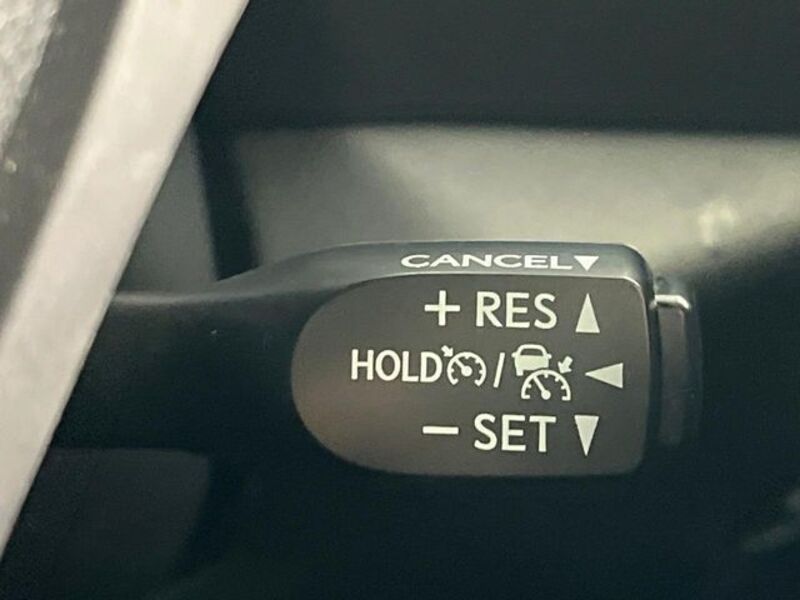 CANCEL▼
+ RES ▲
HOLD / ◀
− SET ▼